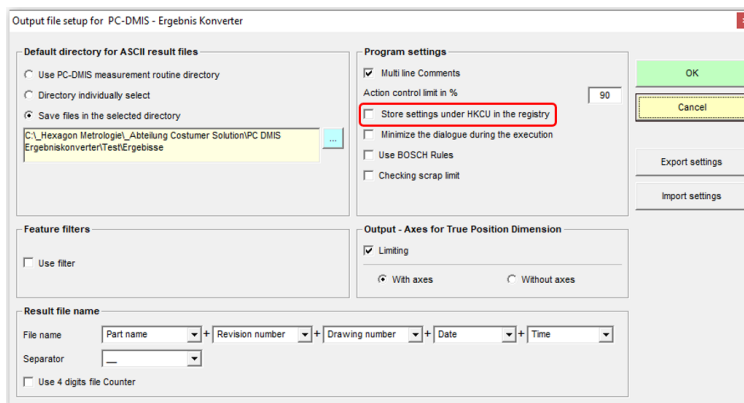 Output file setup for PC-DMIS - Ergebnis Konverter
Default directory for ASCII result files
Use PC-DMIS measurement routine directory
Directory individually select
Save files in the selected directory
C:\_Hexagon Metrologie\_Abteilung Costumer Solution\PC DMIS
Ergebniskonverter\Test\Ergebisse
...
Program settings
Multi line Comments
Action control limit in %
90
Store settings under HKCU in the registry
Minimize the dialogue during the execution
Use BOSCH Rules
Checking scrap limit
OK
Cancel
Export settings
Import settings
Feature filters
Use filter
Output - Axes for True Position Dimension
Limiting
With axes
Without axes
Result file name
File name
Part name + Revision number + Drawing number + Date + Time
Separator
__
Use 4 digits file Counter